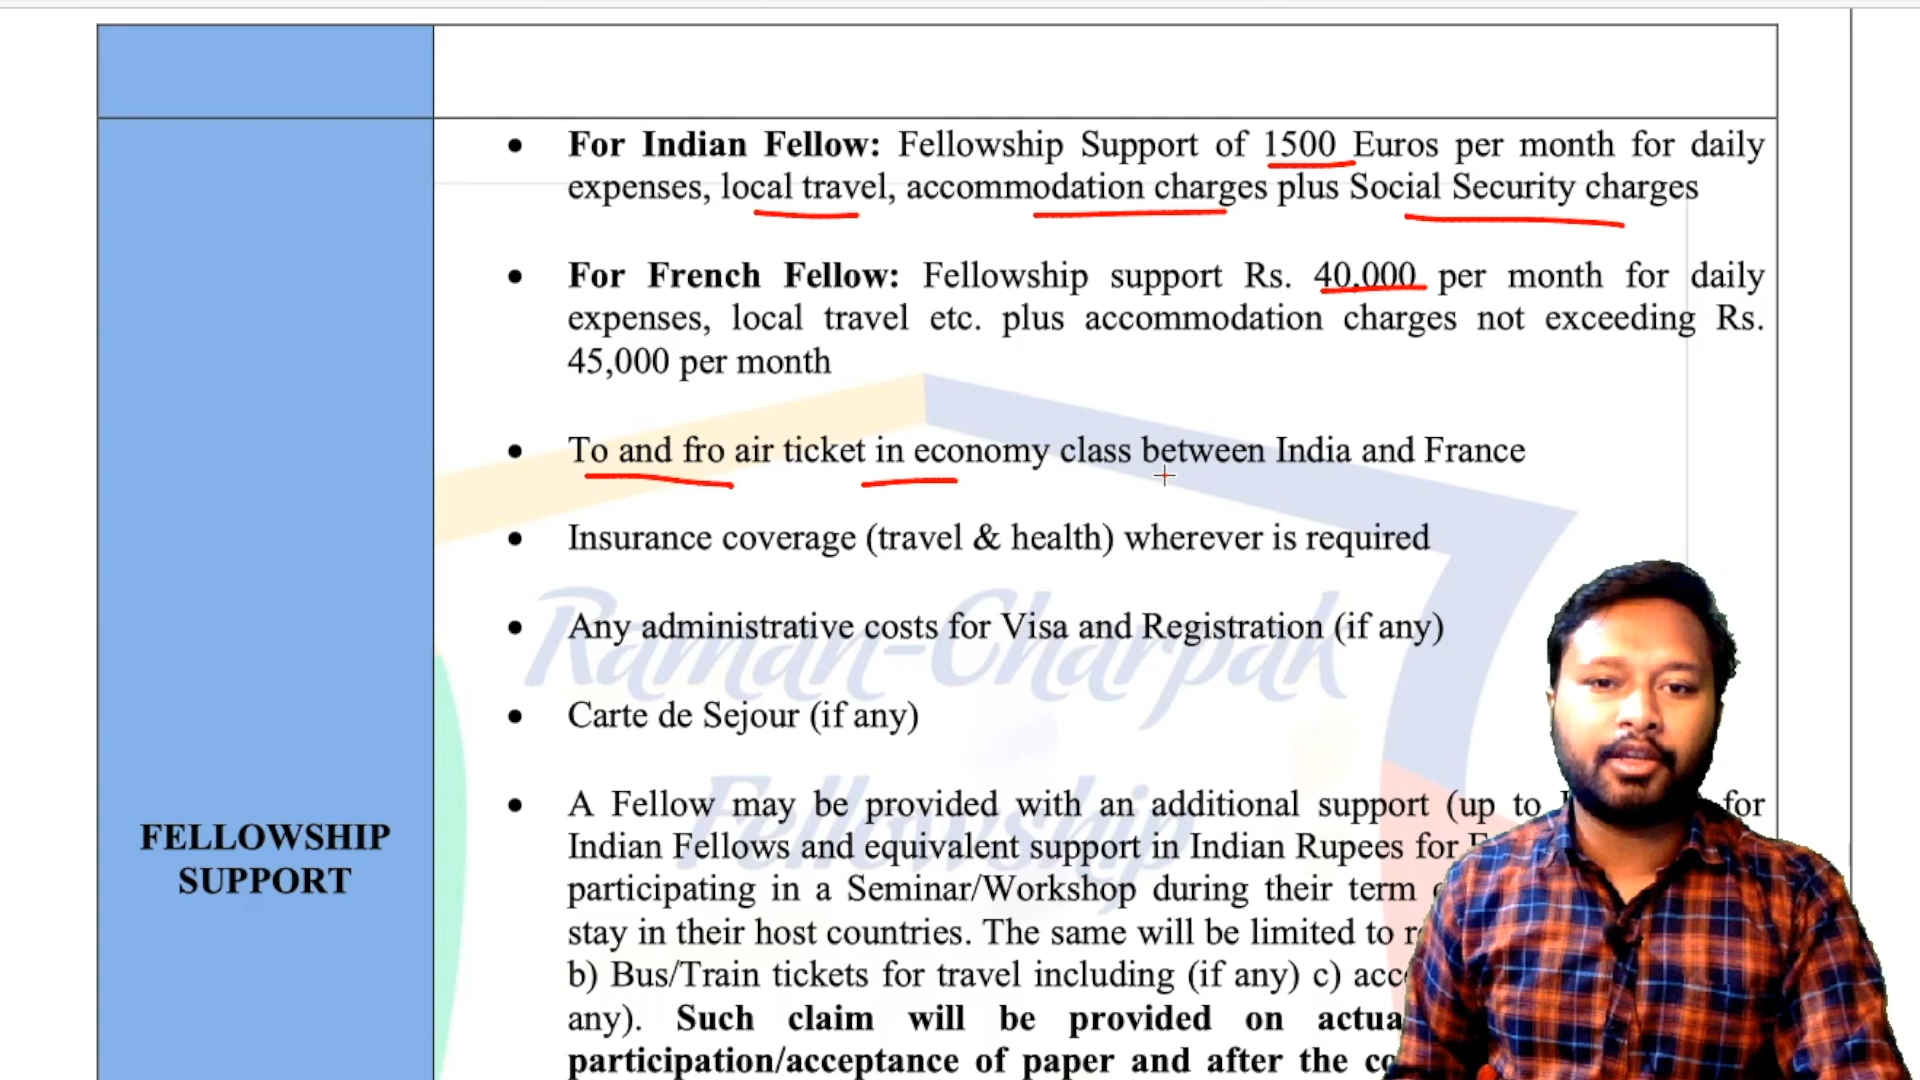 • For Indian Fellow: Fellowship Support of 1500 Euros per month for daily
expenses, local travel, accommodation charges plus Social Security charges
• For French Fellow: Fellowship support Rs. 40,000 per month for daily
expenses, local travel etc. plus accommodation charges not exceeding Rs.
45,000 per month
• To and fro air ticket in economy class between India and France
• Insurance coverage (travel & health) wherever is required
• Any administrative costs for Visa and Registration (if any)
• Carte de Sejour (if any)
• A Fellow may be provided with an additional support (up to for
Indian Fellows and equivalent support in Indian Rupees for
participating in a Seminar/Workshop during their term
stay in their host countries. The same will be limited to
b) Bus/Train tickets for travel including (if any) c)
any). Such claim will be provided on
participation/acceptance of paper and after the
FELLOWSHIP
SUPPORT
Raman-Charpak
Fellowship